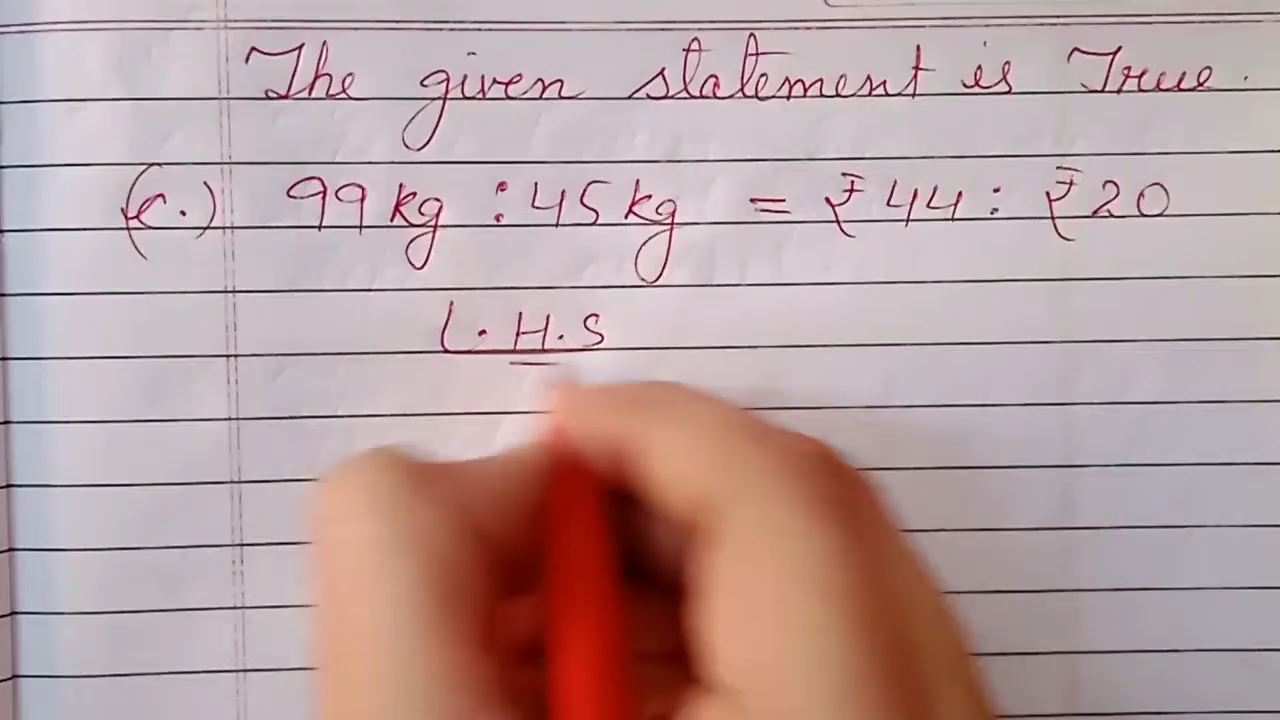 The given statement is True.
(c.) 99 kg : 45 kg = ₹ 44 : ₹ 20
L.H.S